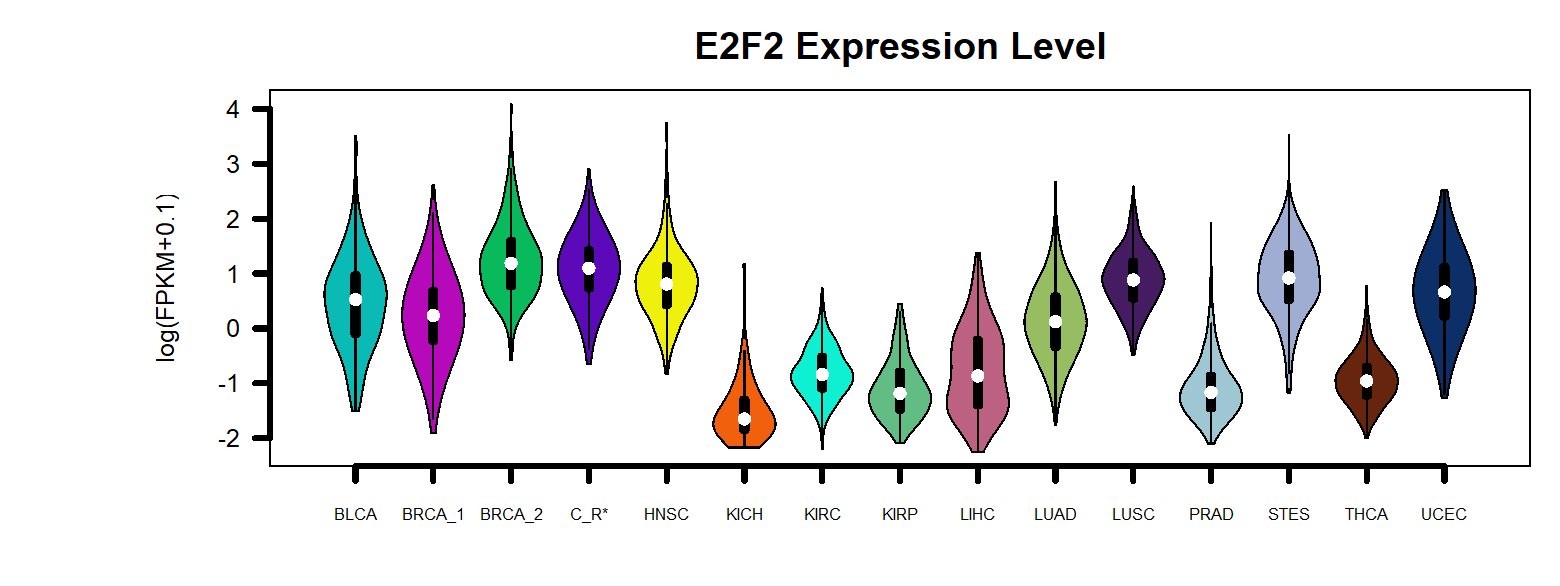 E2F2 Expression Level
log(FPKM+0.1)
4
3
2
1
0
-1
-2
BLCA BRCA_1 BRCA_2 C_R* HNSC KICH KIRC KIRP LIHC LUAD LUSC PRAD STES THCA UCEC